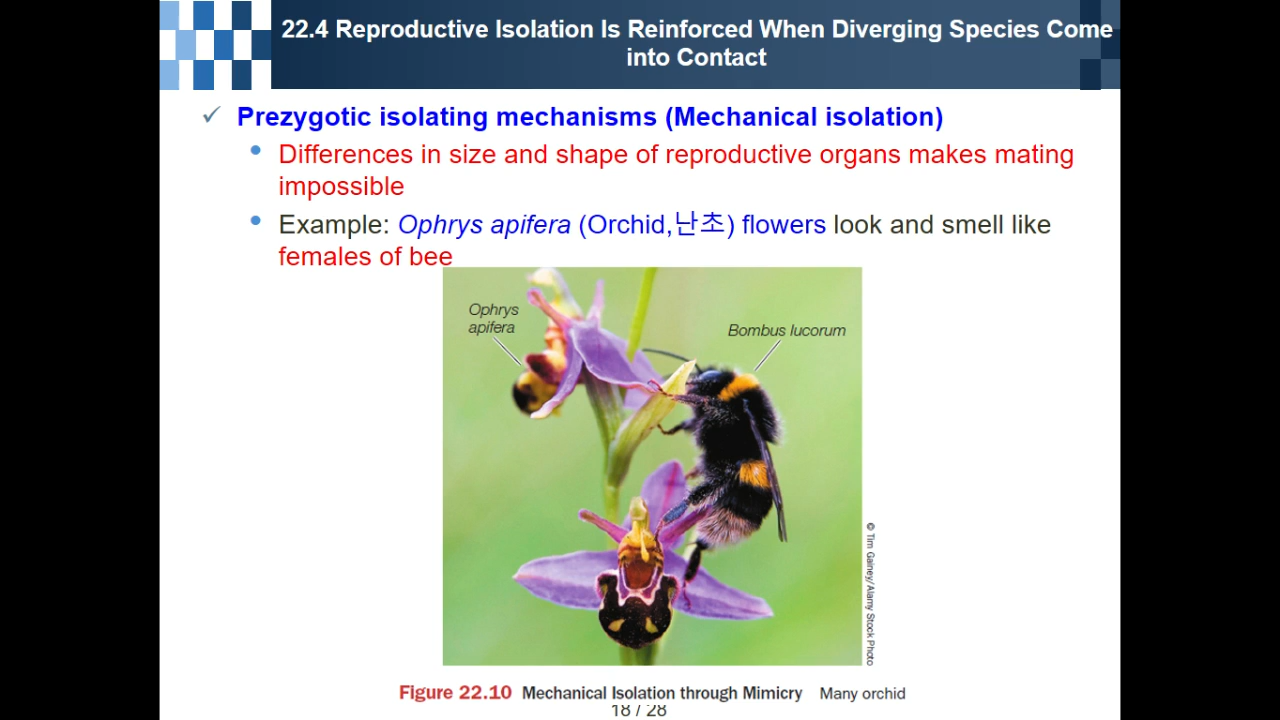 22.4 Reproductive Isolation Is Reinforced When Diverging Species Come
into Contact
Prezygotic isolating mechanisms (Mechanical isolation)
Differences in size and shape of reproductive organs makes mating
impossible
Example: Ophrys apifera (Orchid,난초) flowers look and smell like
females of bee
Ophrys
apifera
Bombus lucorum
© Tim Gainey/Alamy Stock Photo
Figure 22.10 Mechanical Isolation through Mimicry Many orchid
18 / 28